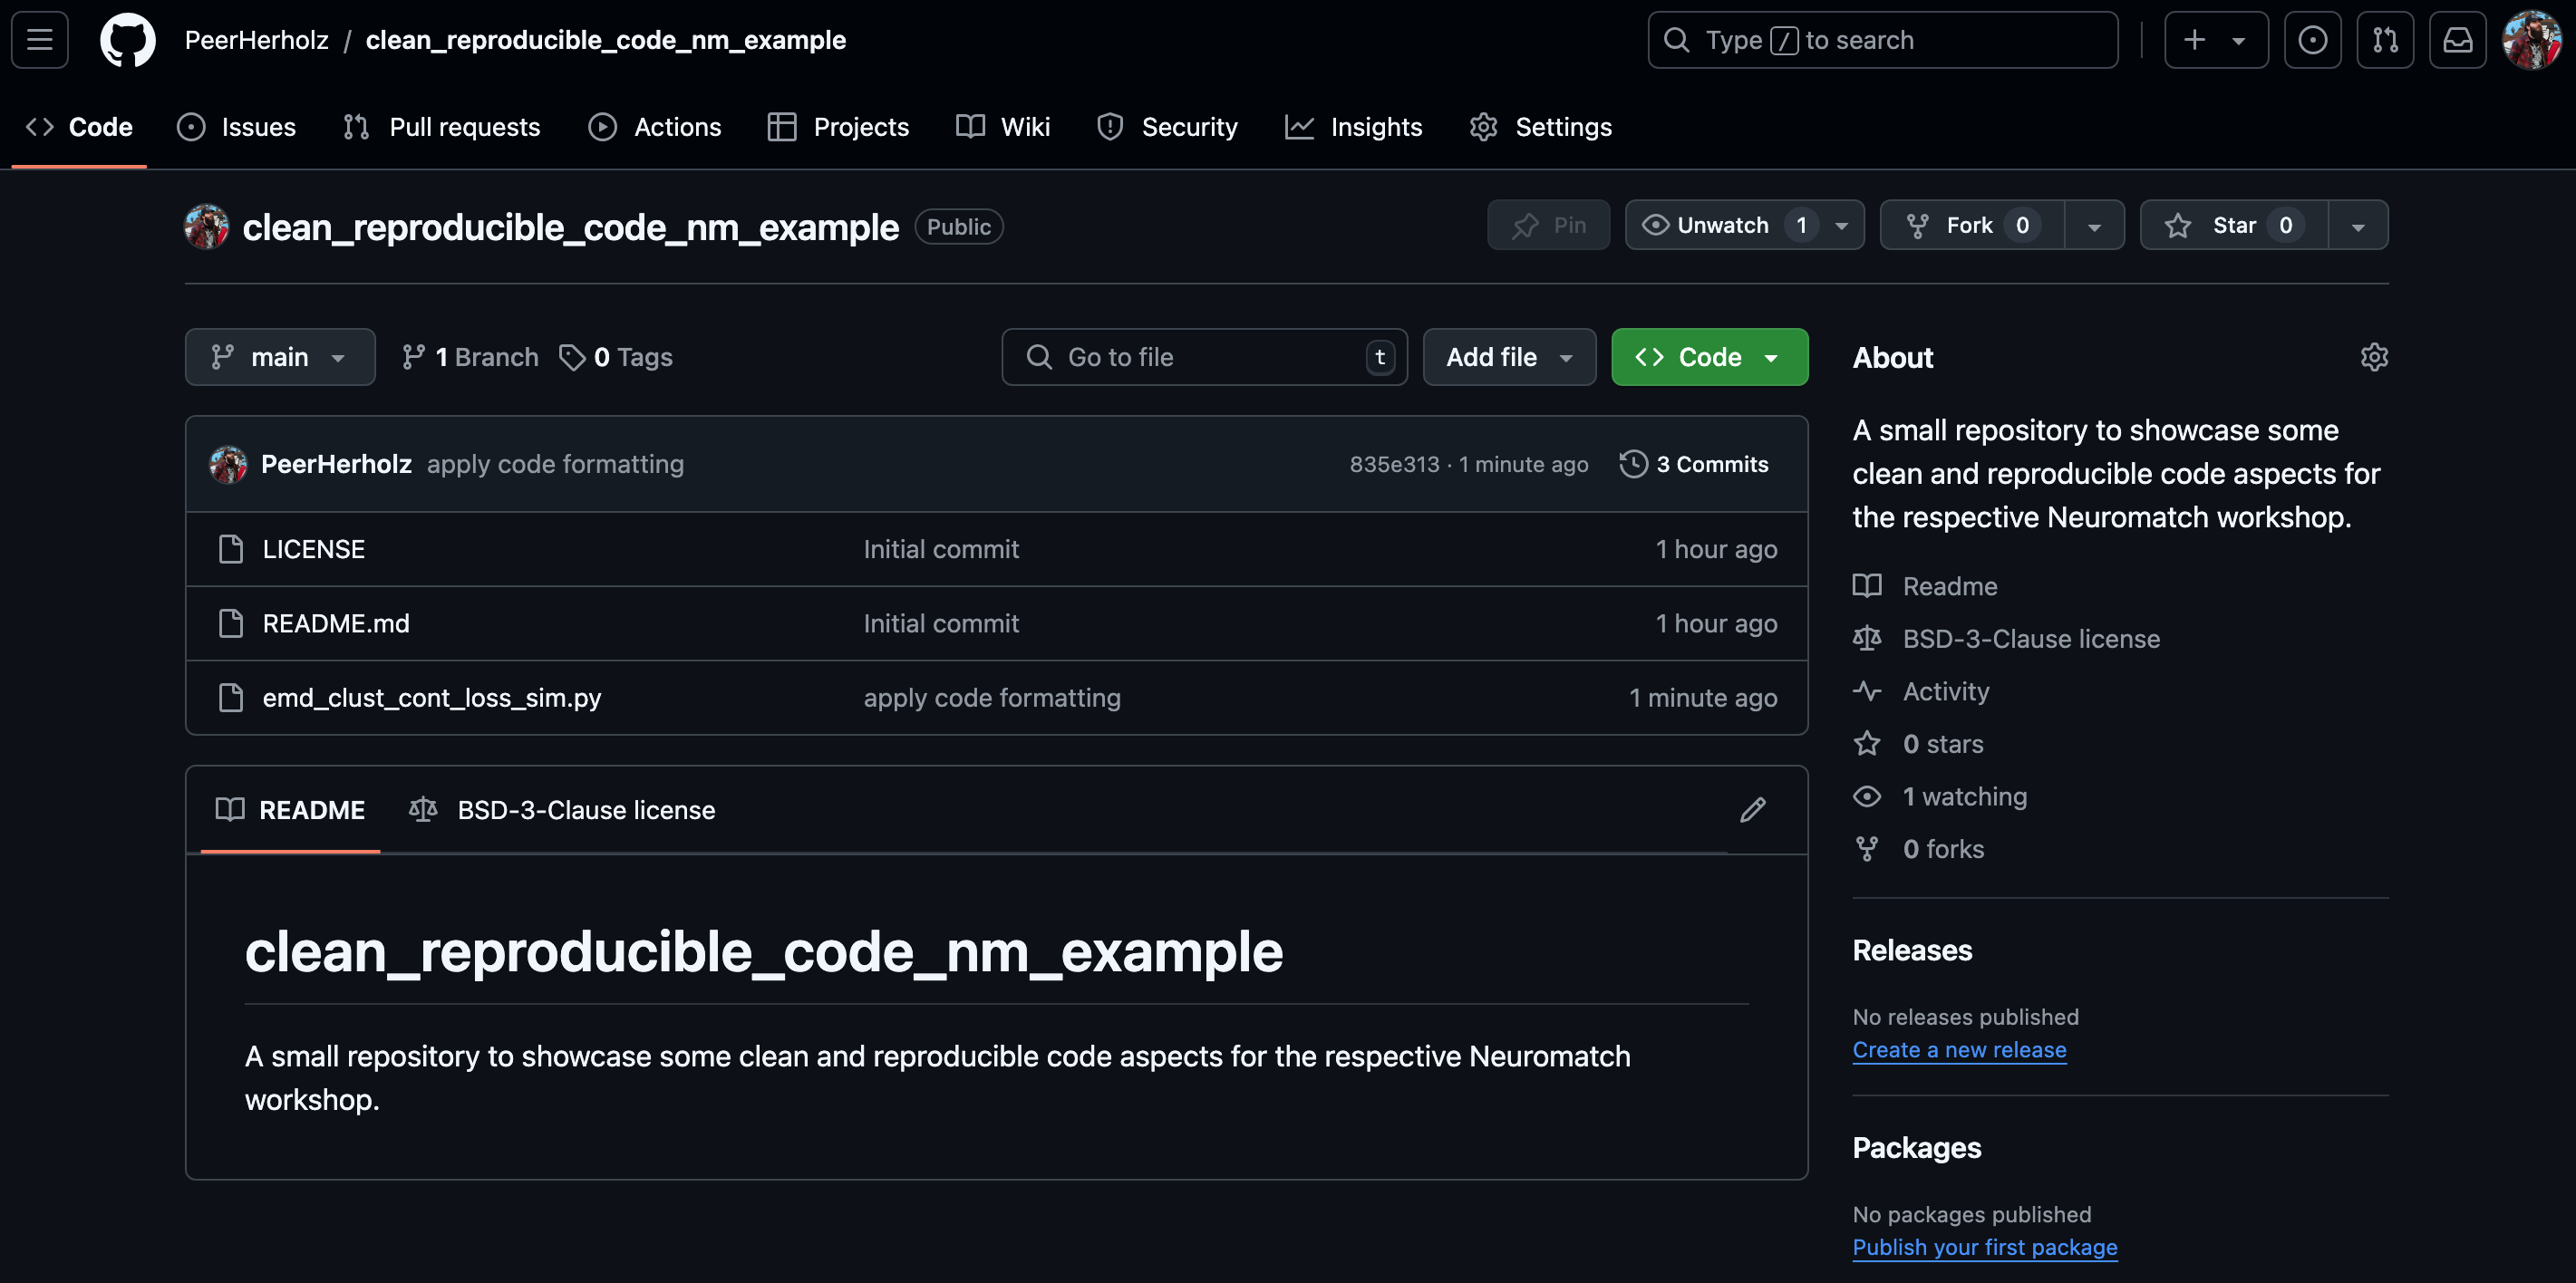 PeerHerholz / clean_reproducible_code_nm_example
Type / to search
Code Issues Pull requests Actions Projects Wiki Security Insights Settings
clean_reproducible_code_nm_example Public
Pin Unwatch 1 Fork 0 Star 0
main 1 Branch 0 Tags
Go to file t Add file Code
PeerHerholz apply code formatting 835e313 · 1 minute ago 3 Commits
LICENSE Initial commit 1 hour ago
README.md Initial commit 1 hour ago
emd_clust_cont_loss_sim.py apply code formatting 1 minute ago
README BSD-3-Clause license
clean_reproducible_code_nm_example
A small repository to showcase some clean and reproducible code aspects for the respective Neuromatch
workshop.
About
A small repository to showcase some
clean and reproducible code aspects for
the respective Neuromatch workshop.
Readme
BSD-3-Clause license
Activity
0 stars
1 watching
0 forks
Releases
No releases published
Create a new release
Packages
No packages published
Publish your first package